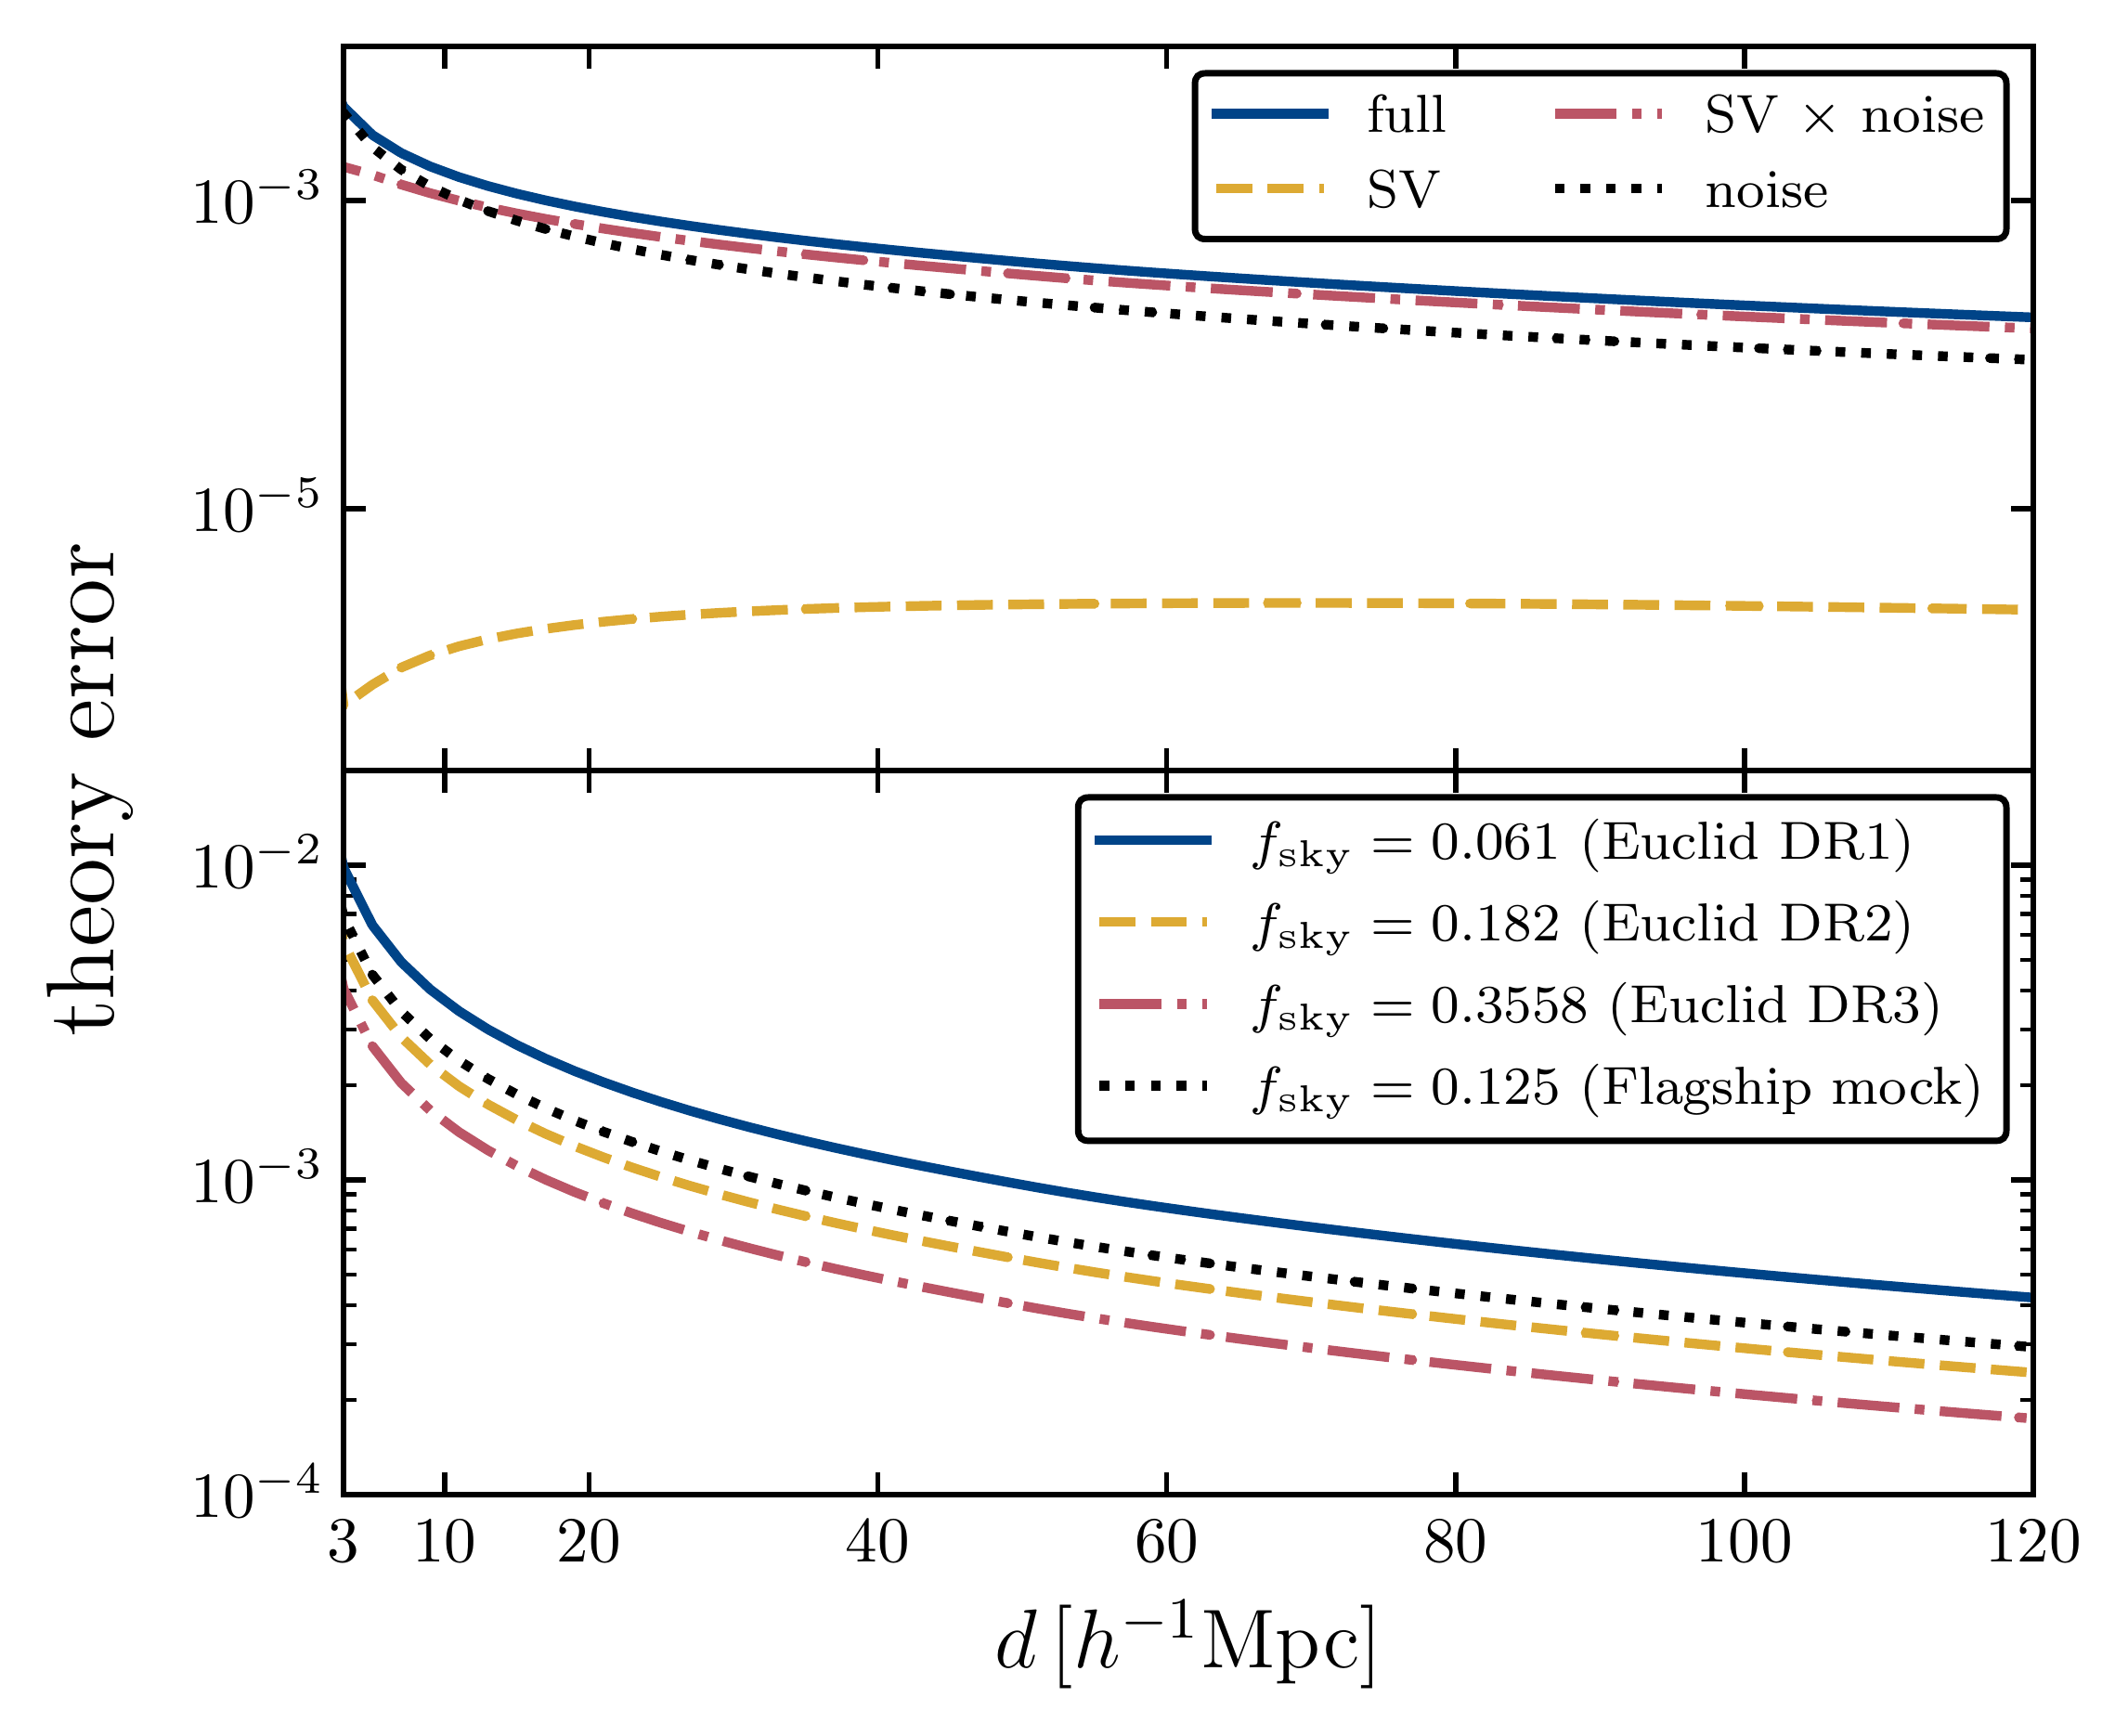 full
SV × noise
SV
noise
10⁻³
10⁻⁵
theory error
f_sky = 0.061 (Euclid DR1)
f_sky = 0.182 (Euclid DR2)
f_sky = 0.3558 (Euclid DR3)
f_sky = 0.125 (Flagship mock)
10⁻²
10⁻³
10⁻⁴
3 10 20 40 60 80 100 120
d [h⁻¹Mpc]